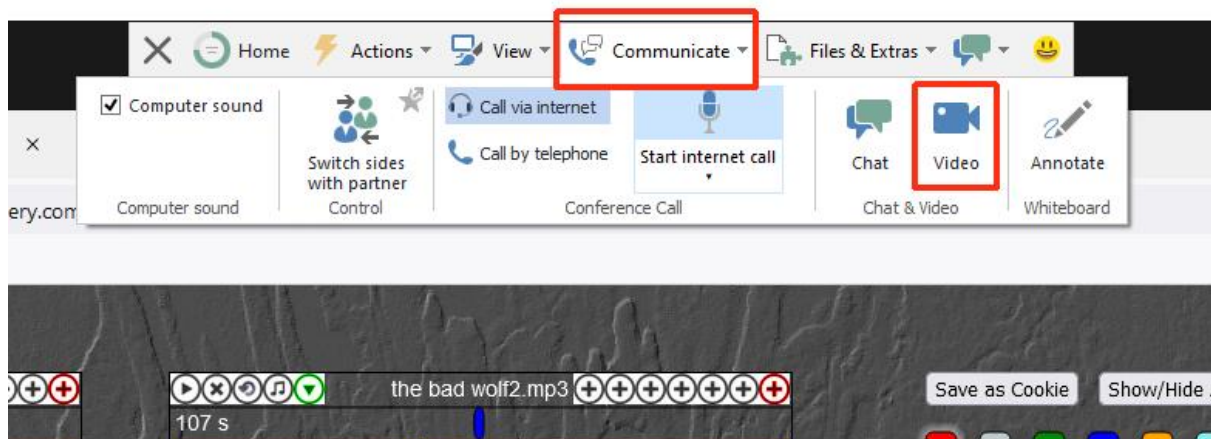 Home
Actions
View
Communicate
Files & Extras
Computer sound
Switch sides
with partner
Call via internet
Call by telephone
Start internet call
Chat
Video
Annotate
Computer sound
Control
Conference Call
Chat & Video
Whiteboard
ery.com
the bad wolf2.mp3
Save as Cookie
Show/Hide
107 s